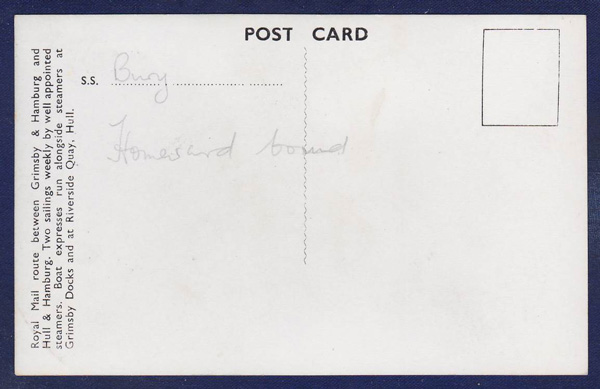 POST CARD
S.S.
Homeward bound
Royal Mail route between Grimsby & Hamburg and
Hull & Hamburg. Two sailings weekly by well appointed
steamers. Boat expresses run alongside steamers at
Grimsby Docks and at Riverside Quay, Hull.